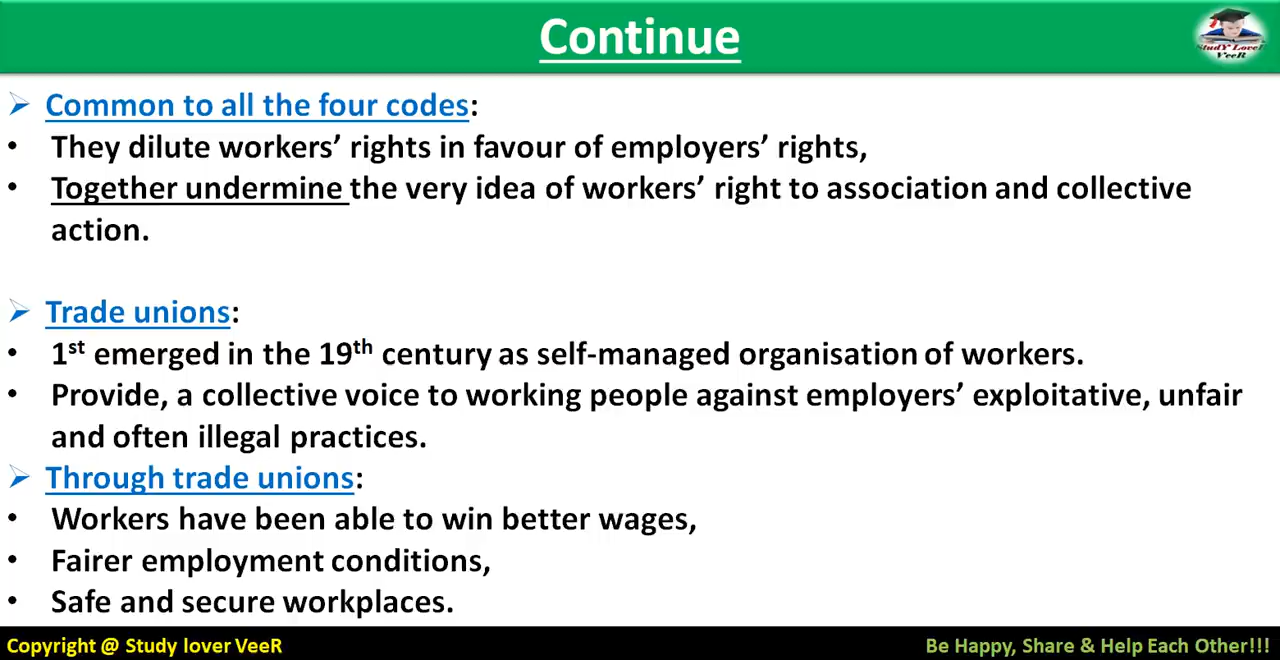 Continue
StudY LoveR
VeeR
➢ Common to all the four codes:
• They dilute workers’ rights in favour of employers’ rights,
• Together undermine the very idea of workers’ right to association and collective
action.
➢ Trade unions:
• 1st emerged in the 19th century as self-managed organisation of workers.
• Provide, a collective voice to working people against employers’ exploitative, unfair
and often illegal practices.
➢ Through trade unions:
• Workers have been able to win better wages,
• Fairer employment conditions,
• Safe and secure workplaces.
Copyright @ Study lover VeeR
Be Happy, Share & Help Each Other!!!